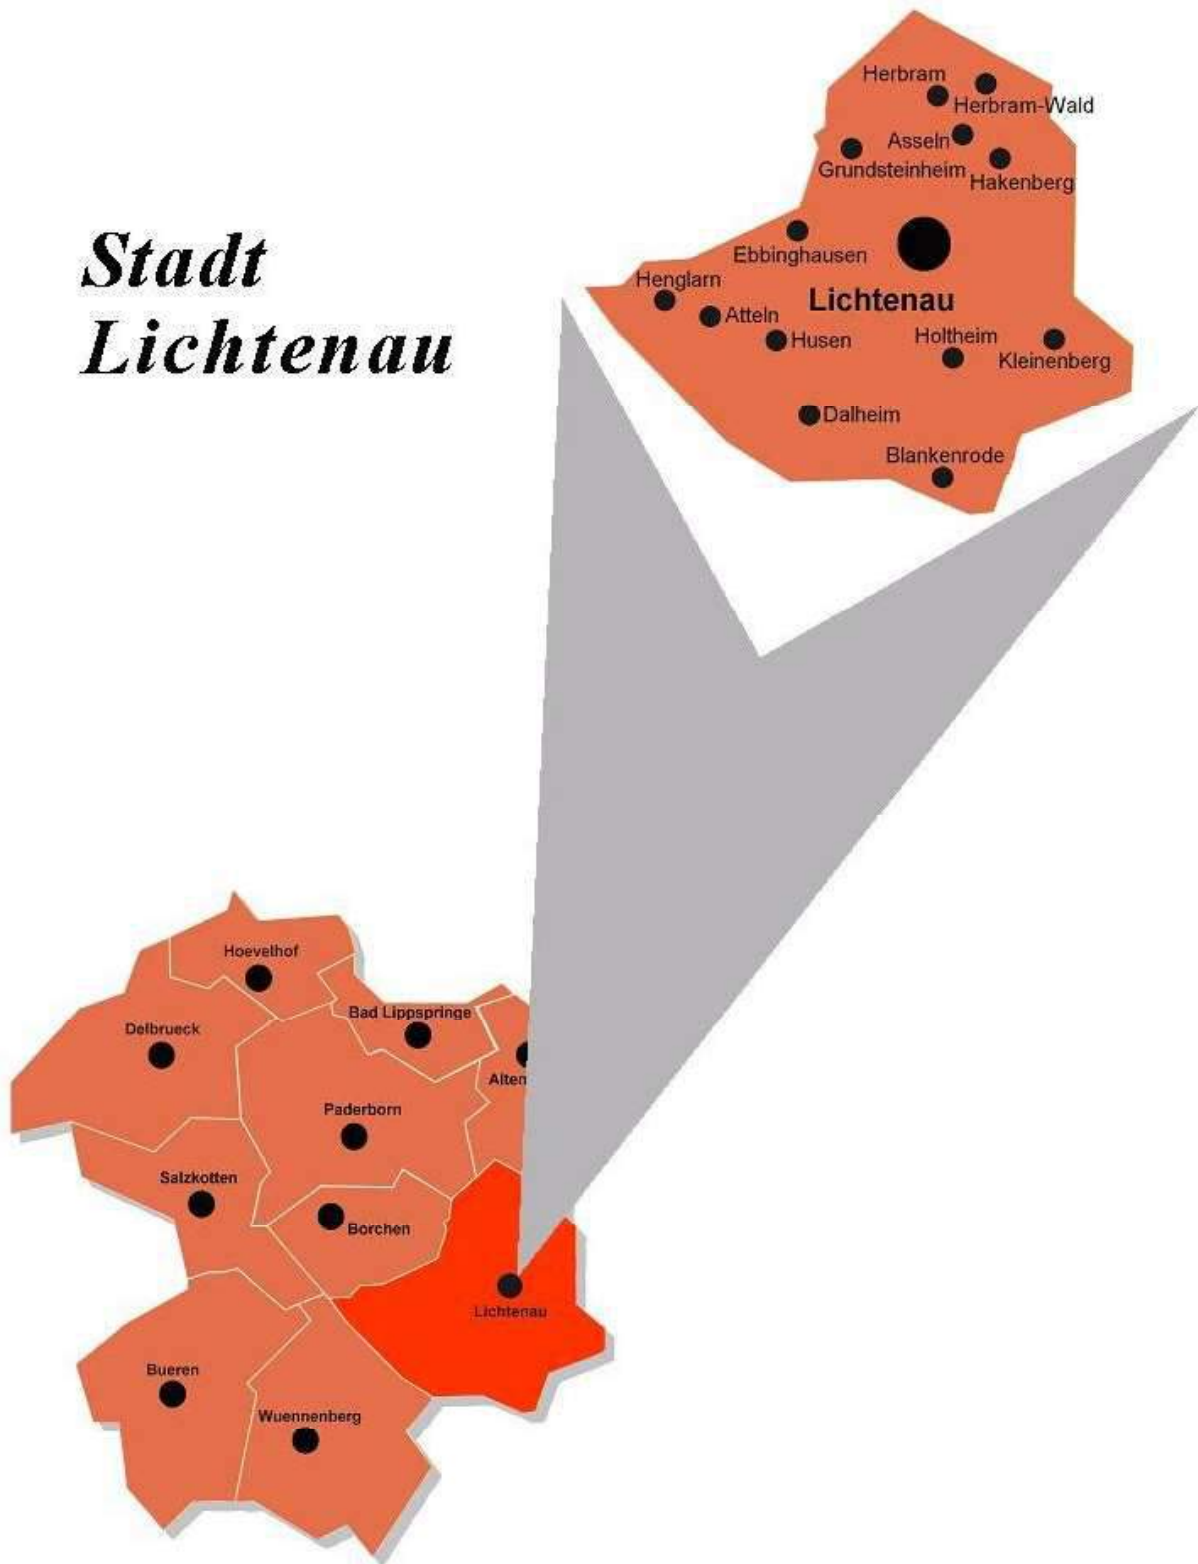 Stadt
Lichtenau
Herbram
Herbram-Wald
Asseln
Grundsteinheim
Hakenberg
Ebbinghausen
Henglarn
Lichtenau
Atteln
Husen
Holtheim
Kleinenberg
Dalheim
Blankenrode
Hoevelhof
Bad Lippspringe
Delbrueck
Alten
Paderborn
Salzkotten
Borchen
Lichtenau
Bueren
Wuennenberg